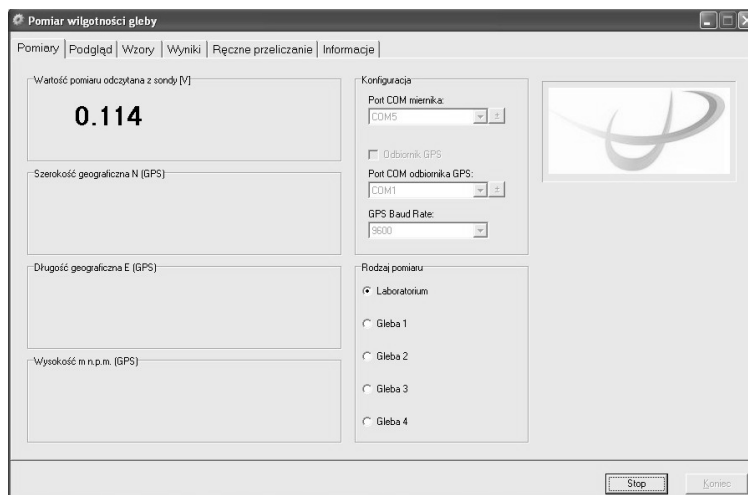 Pomiar wilgotności gleby
Pomiary Podgląd Wzory Wyniki Ręczne przeliczanie Informacje
Wartość pomiaru odczytana z sondy [V]
0.114
Szerokość geograficzna N (GPS)
Długość geograficzna E (GPS)
Wysokość m n.p.m. (GPS)
Konfiguracja
Port COM miernika:
COM5
±
Odbiornik GPS
Port COM odbiornika GPS:
COM1
±
GPS Baud Rate:
9600
Rodzaj pomiaru
Laboratorium
Gleba 1
Gleba 2
Gleba 3
Gleba 4
Stop Koniec